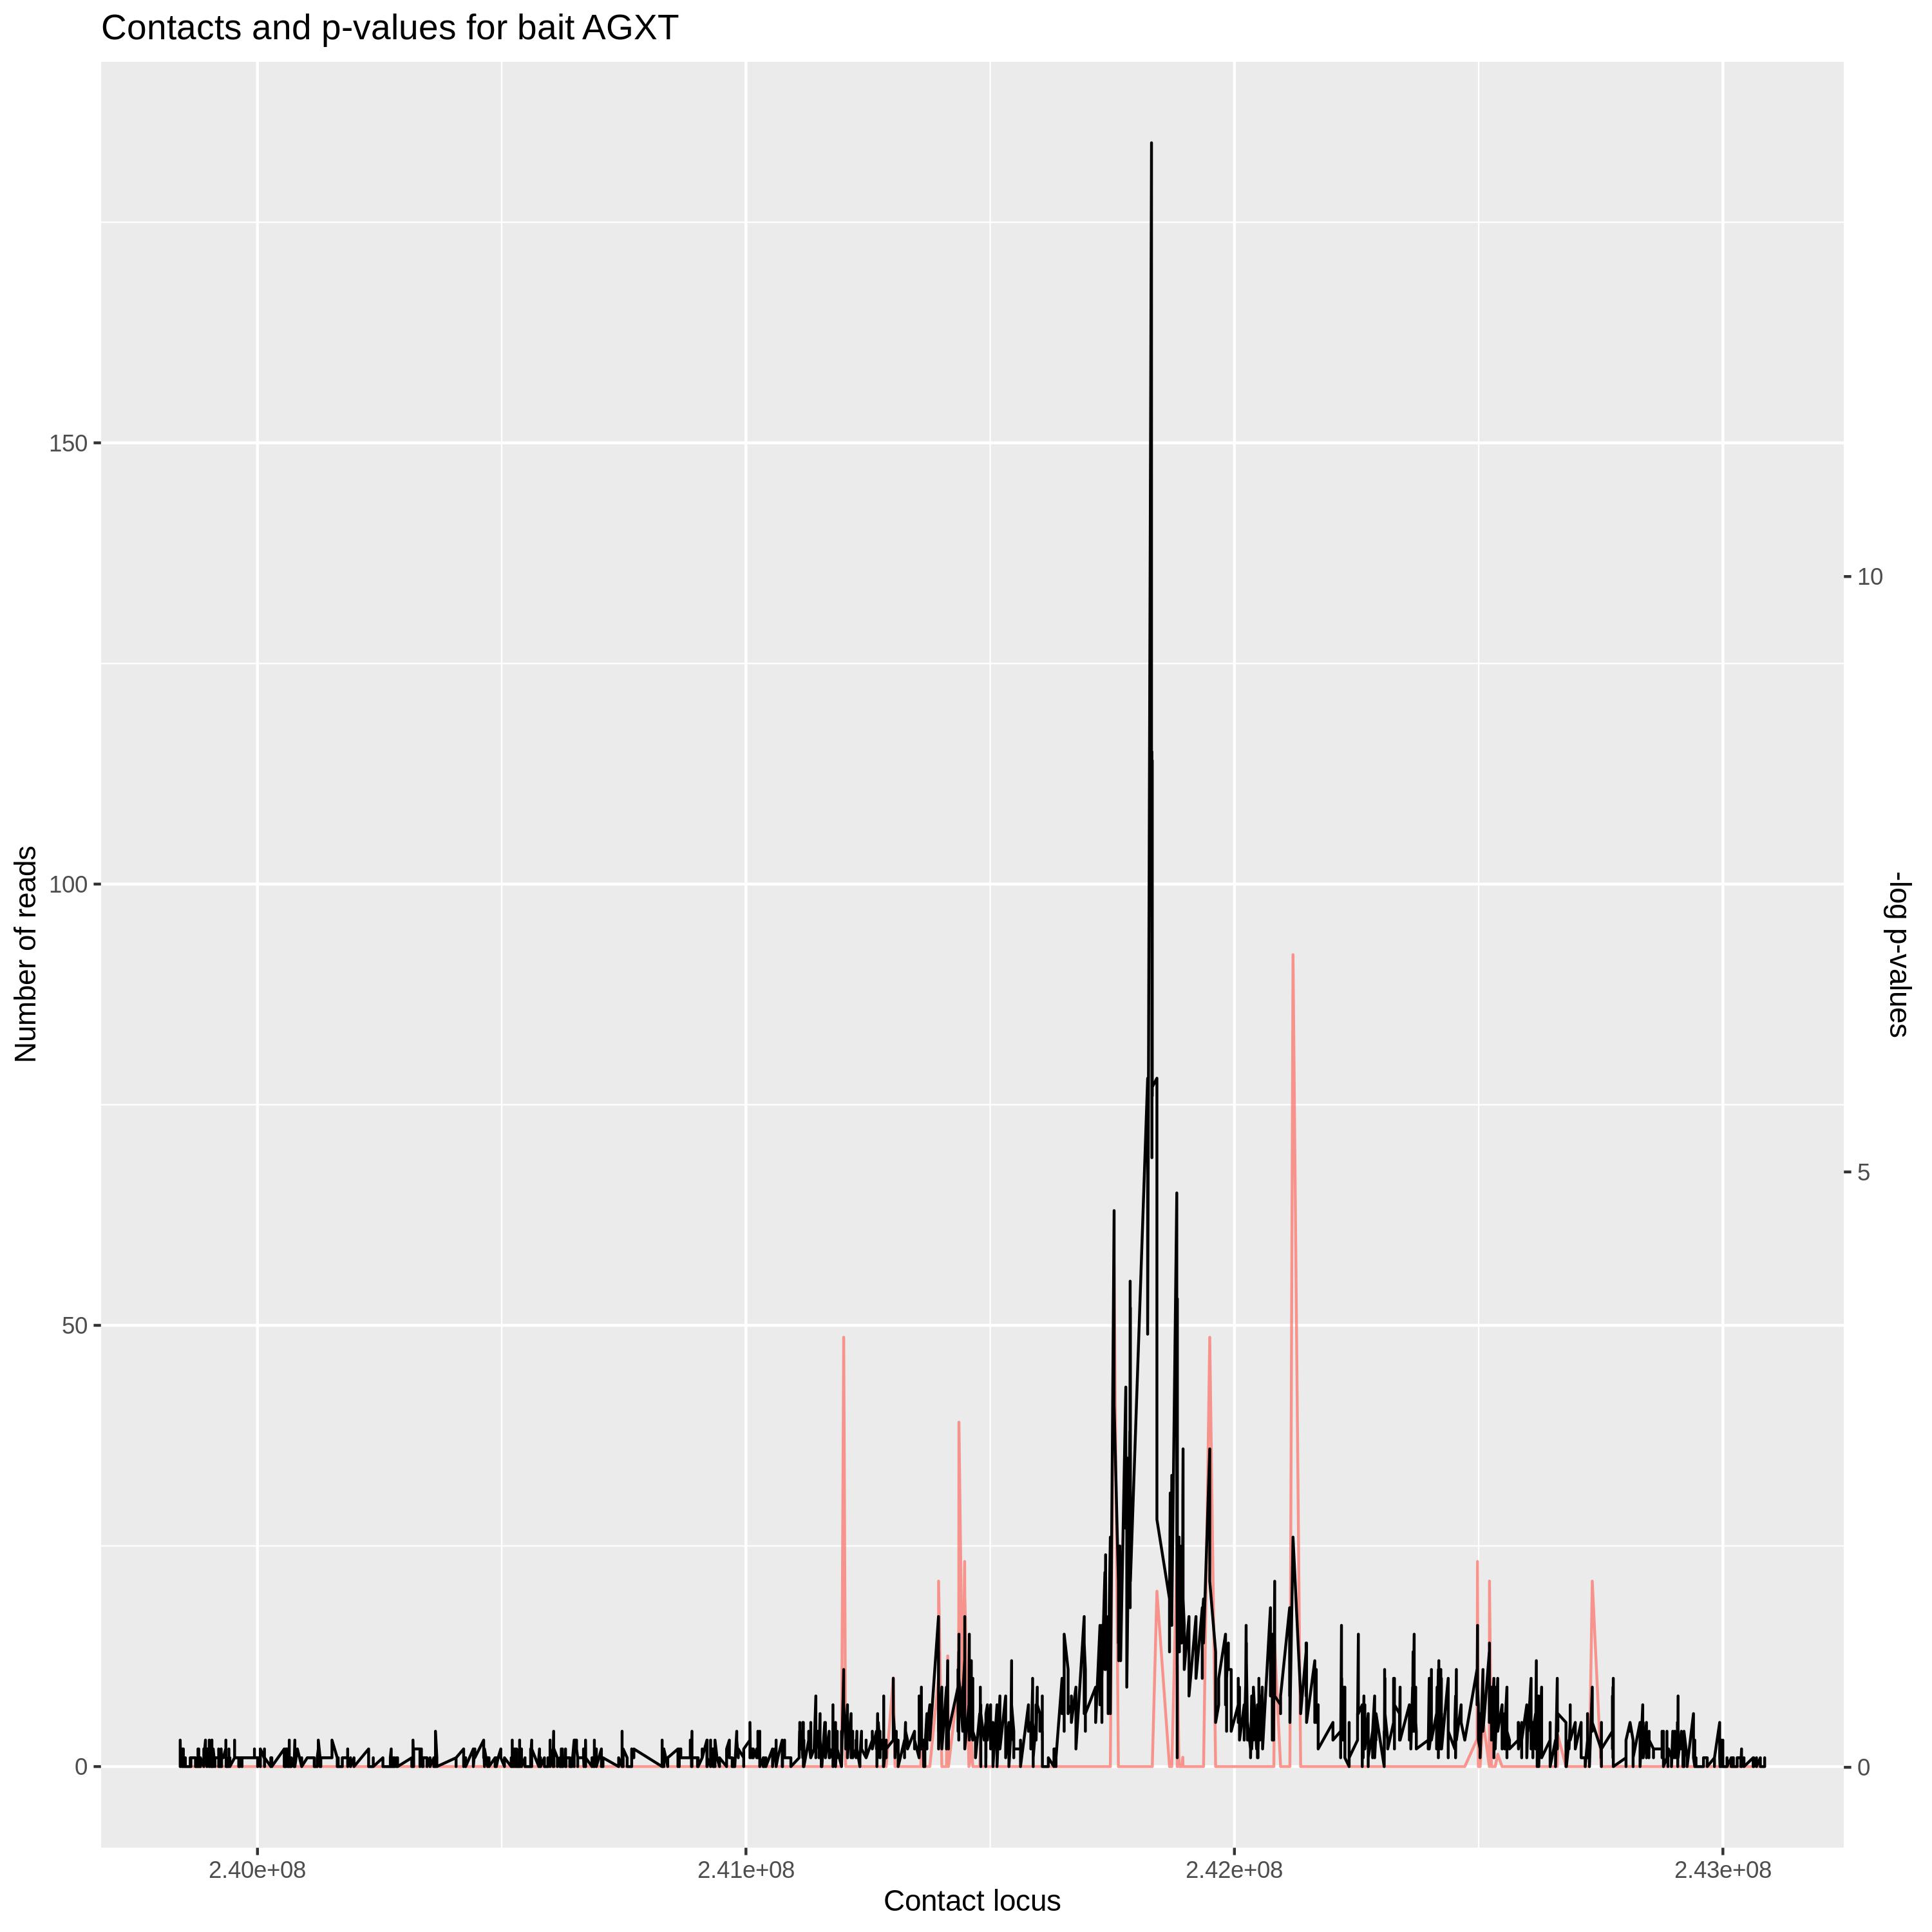 Contacts and p-values for bait AGXT
Number of reads
150
100
50
0
10
5
0
-log p-values
2.40e+08
2.41e+08
2.42e+08
2.43e+08
Contact locus